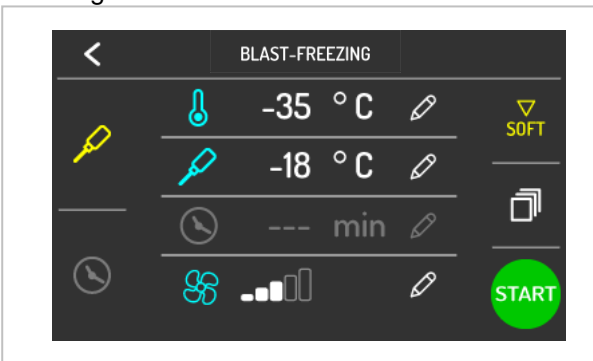 BLAST-FREEZING
-35 °C
SOFT
-18 °C
--- min
START